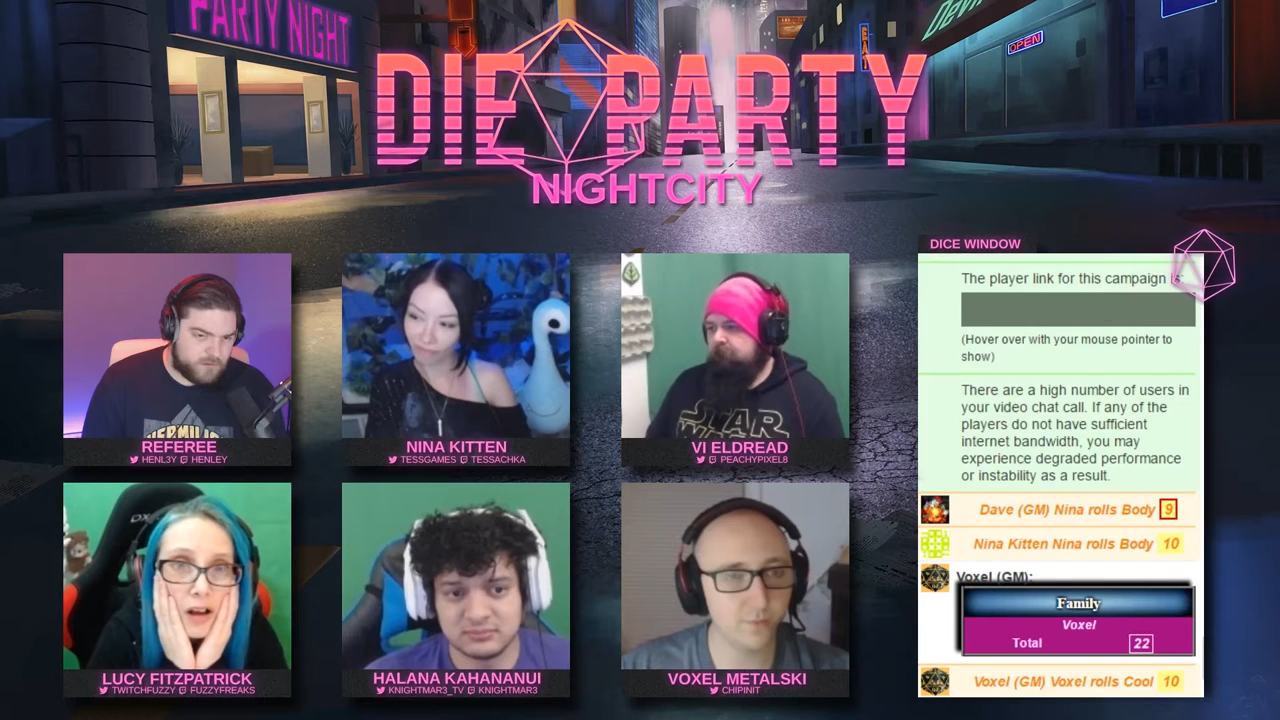 PARTY NIGHT
OPEN
DIE PARTY
NIGHTCITY
DICE WINDOW
The player link for this campaign is:
(Hover over with your mouse pointer to
show)
There are a high number of users in
your video chat call. If any of the
players do not have sufficient
internet bandwidth, you may
experience degraded performance
or instability as a result.
Dave (GM) Nina rolls Body 9
Nina Kitten Nina rolls Body 10
Voxel (GM):
Family
Voxel
Total 22
Voxel (GM) Voxel rolls Cool 10
REFEREE
HENL3Y HENLEY
NINA KITTEN
TESSGAMES TESSACHKA
STAR
VI ELDREAD
PEACHYPIXEL8
DX
LUCY FITZPATRICK
TWITCHFUZZY FUZZYFREAKS
HALANA KAHANANUI
KNIGHTMAR3_TV KNIGHTMAR3
VOXEL METALSKI
CHIPINIT